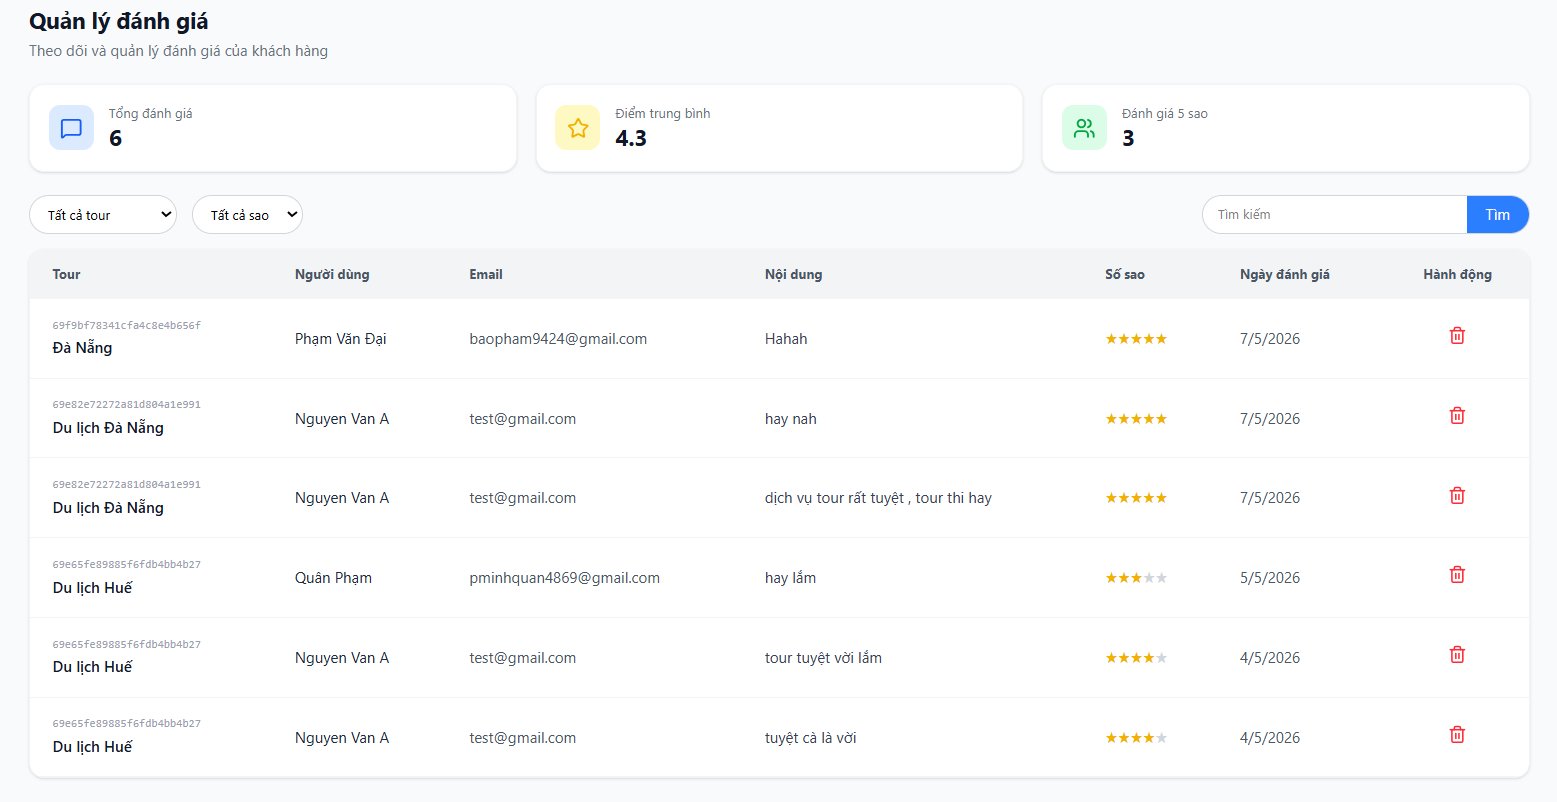 Quản lý đánh giá
Theo dõi và quản lý đánh giá của khách hàng
Tổng đánh giá
6
Điểm trung bình
4.3
Đánh giá 5 sao
3
Tất cả tour
Tất cả sao
Tìm kiếm
Tìm
Tour Người dùng Email Nội dung Số sao Ngày đánh giá Hành động
69f9bf78341cfa4c8e4b656f
Đà Nẵng Phạm Văn Đại baopham9424@gmail.com Hahah ★★★★★ 7/5/2026
69e82e72272a81d804a1e991
Du lịch Đà Nẵng Nguyen Van A test@gmail.com hay nah ★★★★★ 7/5/2026
69e82e72272a81d804a1e991
Du lịch Đà Nẵng Nguyen Van A test@gmail.com dịch vụ tour rất tuyệt , tour thi hay ★★★★★ 7/5/2026
69e65fe89885f6fdb4bb4b27
Du lịch Huế Quân Phạm pminhquan4869@gmail.com hay lắm ★★★★★ 5/5/2026
69e65fe89885f6fdb4bb4b27
Du lịch Huế Nguyen Van A test@gmail.com tour tuyệt vời lắm ★★★★★ 4/5/2026
69e65fe89885f6fdb4bb4b27
Du lịch Huế Nguyen Van A test@gmail.com tuyệt cà là vời ★★★★★ 4/5/2026